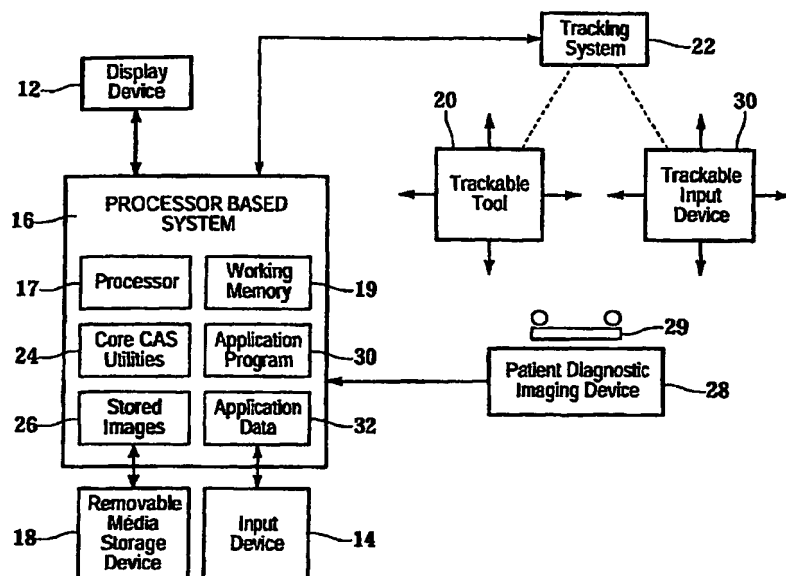 Tracking
System
22
12
Display
Device
20
30
Trackable
Tool
Trackable
Input
Device
16
PROCESSOR BASED
SYSTEM
17
Processor
Working
Memory
19
24
Core CAS
Utilities
Application
Program
30
29
Patient Diagnostic
Imaging Device
28
26
Stored
Images
Application
Data
32
18
Removable
Média
Storage
Device
Input
Device
14